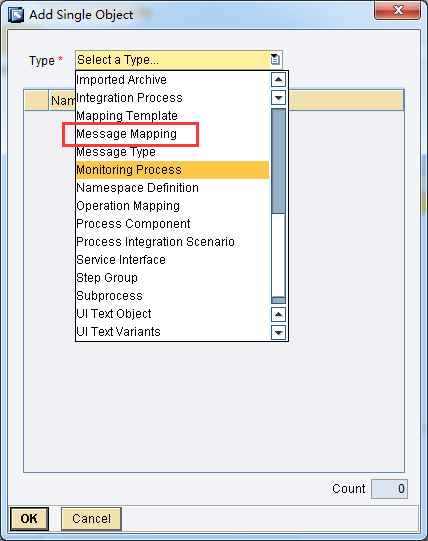 Add Single Object
Type * Select a Type...
Imported Archive
Integration Process
Mapping Template
Message Mapping
Message Type
Monitoring Process
Namespace Definition
Operation Mapping
Process Component
Process Integration Scenario
Service Interface
Step Group
Subprocess
UI Text Object
UI Text Variants
Count 0
OK Cancel